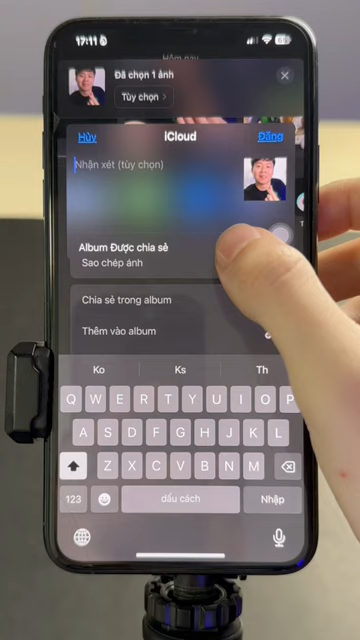 17:11
Hôm nay
Đã chọn 1 ảnh
Tùy chọn >
Hủy
iCloud
Đăng
Nhận xét (tùy chọn)
Album Được chia sẻ
Sao chép ảnh
Chia sẻ trong album
Thêm vào album
Ko Ks Th
Q W E R T Y U I O P
A S D F G H J K L
Z X C V B N M
123 dấu cách Nhập